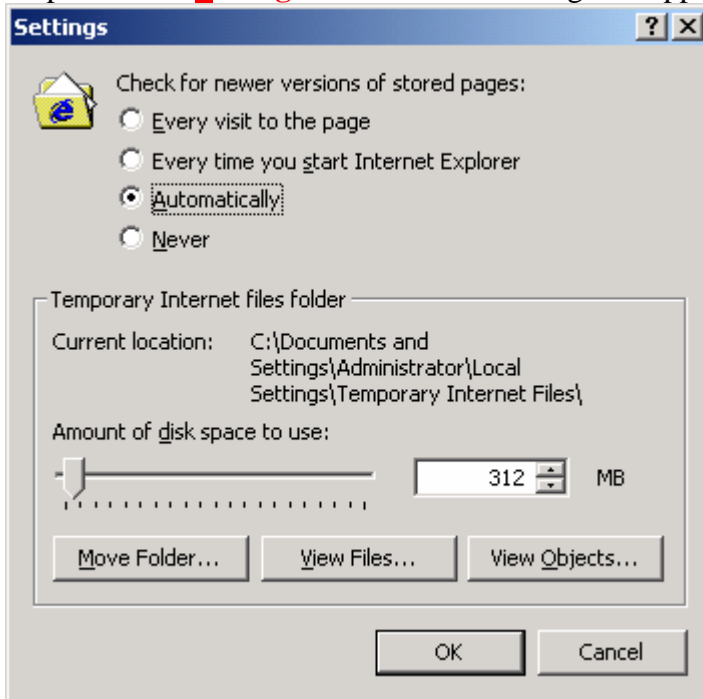 Settings
Check for newer versions of stored pages:
Every visit to the page
Every time you start Internet Explorer
Automatically
Never
Temporary Internet files folder
Current location: C:\Documents and
Settings\Administrator\Local
Settings\Temporary Internet Files\
Amount of disk space to use:
312 MB
Move Folder... View Files... View Objects...
OK Cancel